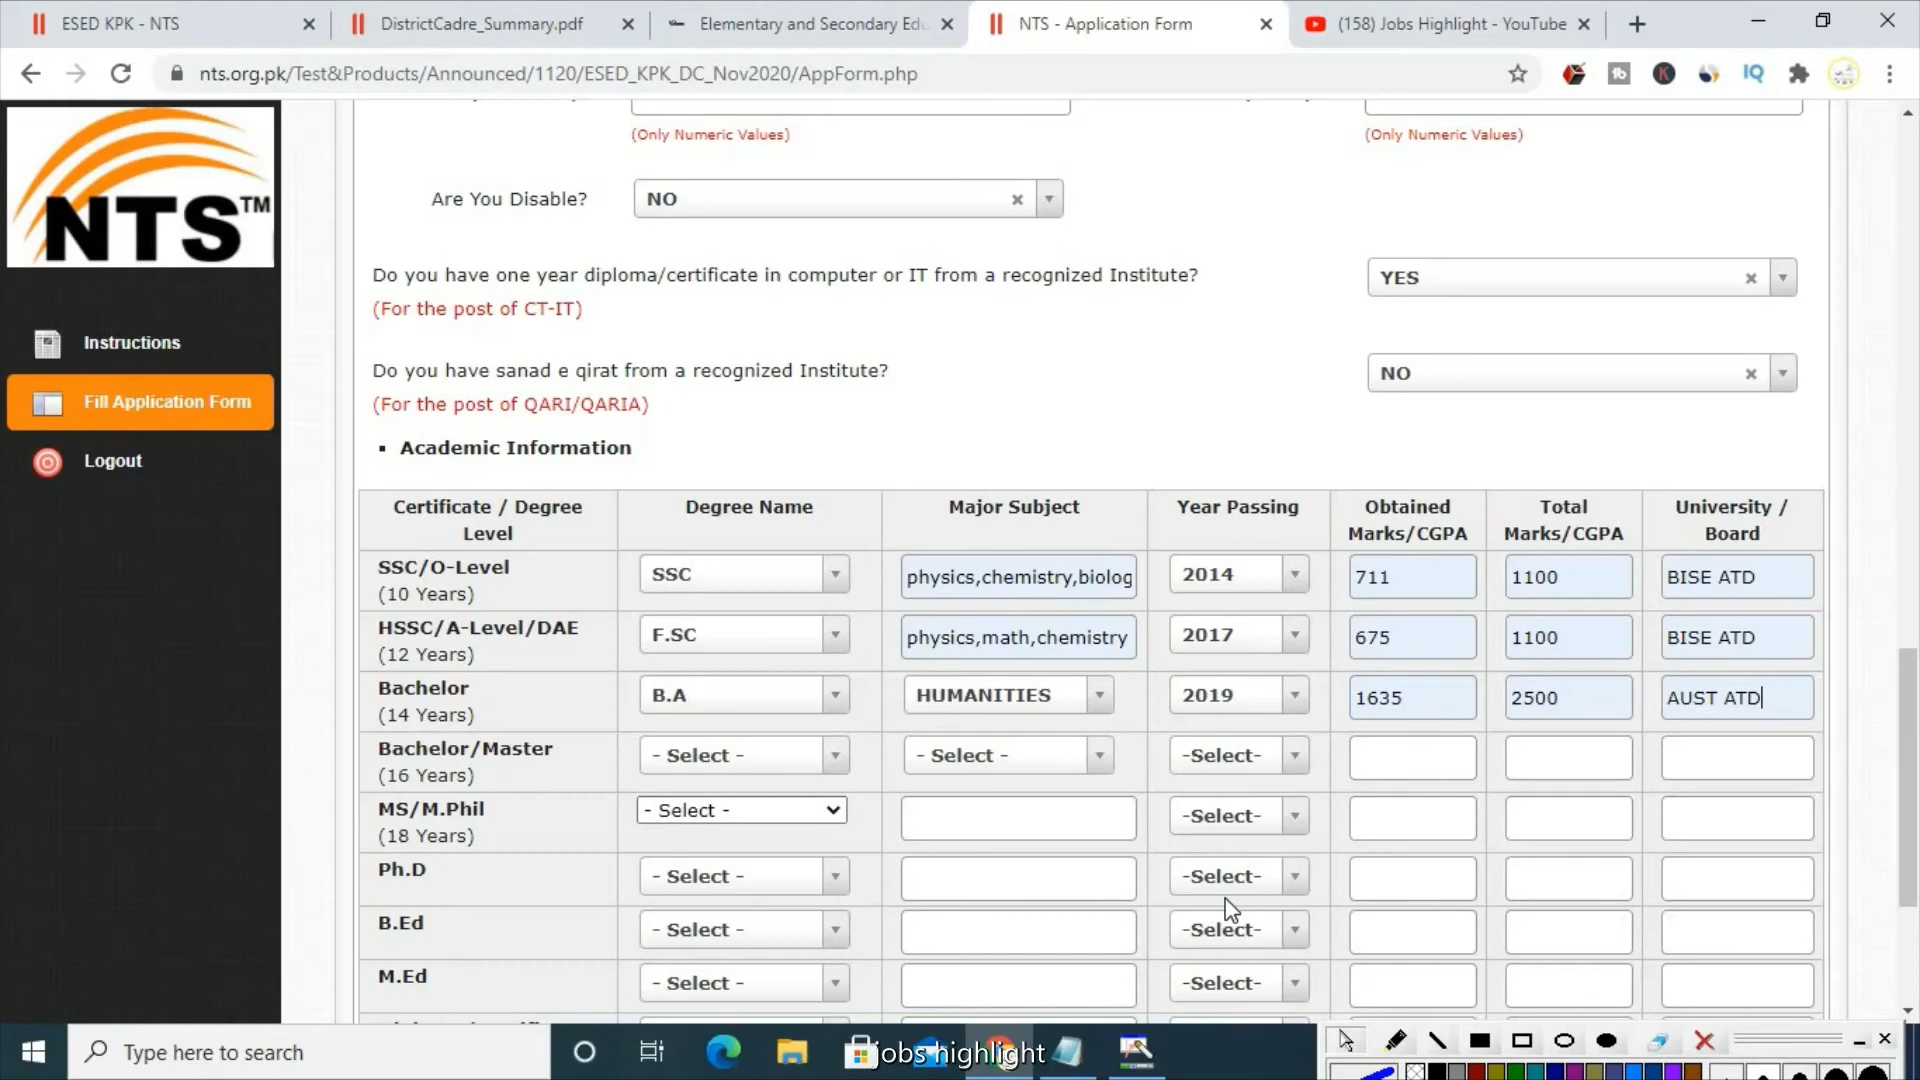 ESED KPK - NTS
DistrictCadre_Summary.pdf
Elementary and Secondary Edu
NTS - Application Form
(158) Jobs Highlight - YouTube
nts.org.pk/Test&Products/Announced/1120/ESED_KPK_DC_Nov2020/AppForm.php
NTS™
Instructions
Fill Application Form
Logout
(Only Numeric Values)
(Only Numeric Values)
Are You Disable?
NO
Do you have one year diploma/certificate in computer or IT from a recognized Institute?
YES
(For the post of CT-IT)
Do you have sanad e qirat from a recognized Institute?
NO
(For the post of QARI/QARIA)
▪ Academic Information
Certificate / Degree Level
Degree Name
Major Subject
Year Passing
Obtained Marks/CGPA
Total Marks/CGPA
University / Board
SSC/O-Level (10 Years)
SSC
physics,chemistry,biolog
2014
711
1100
BISE ATD
HSSC/A-Level/DAE (12 Years)
F.SC
physics,math,chemistry
2017
675
1100
BISE ATD
Bachelor (14 Years)
B.A
HUMANITIES
2019
1635
2500
AUST ATD
Bachelor/Master (16 Years)
- Select -
- Select -
-Select-
MS/M.Phil (18 Years)
- Select -
-Select-
Ph.D
- Select -
-Select-
B.Ed
- Select -
-Select-
M.Ed
- Select -
-Select-
Type here to search
jobs highlight